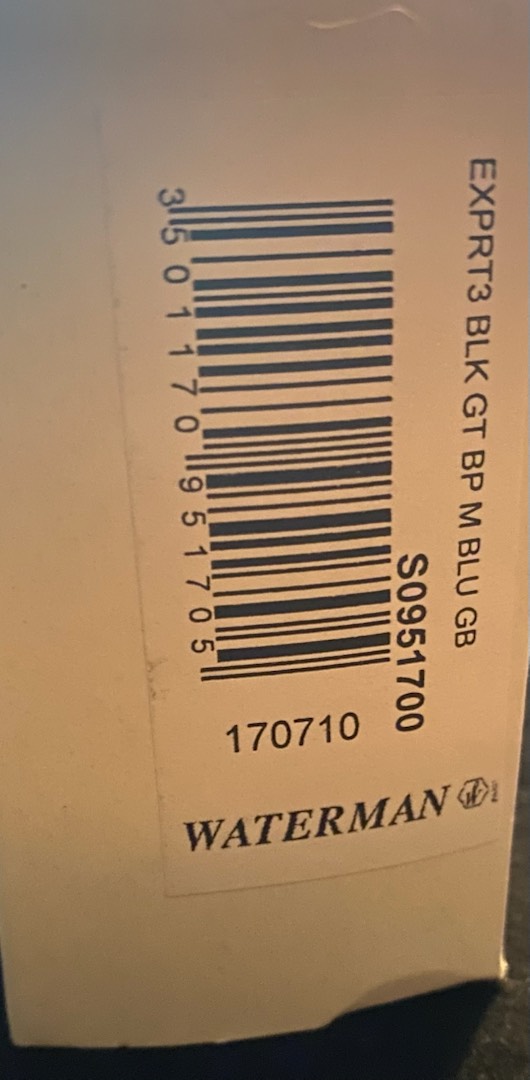 EXPRT3 BLK GT BP M BLU GB
S0951700
3 501170 951705
170710
WATERMAN